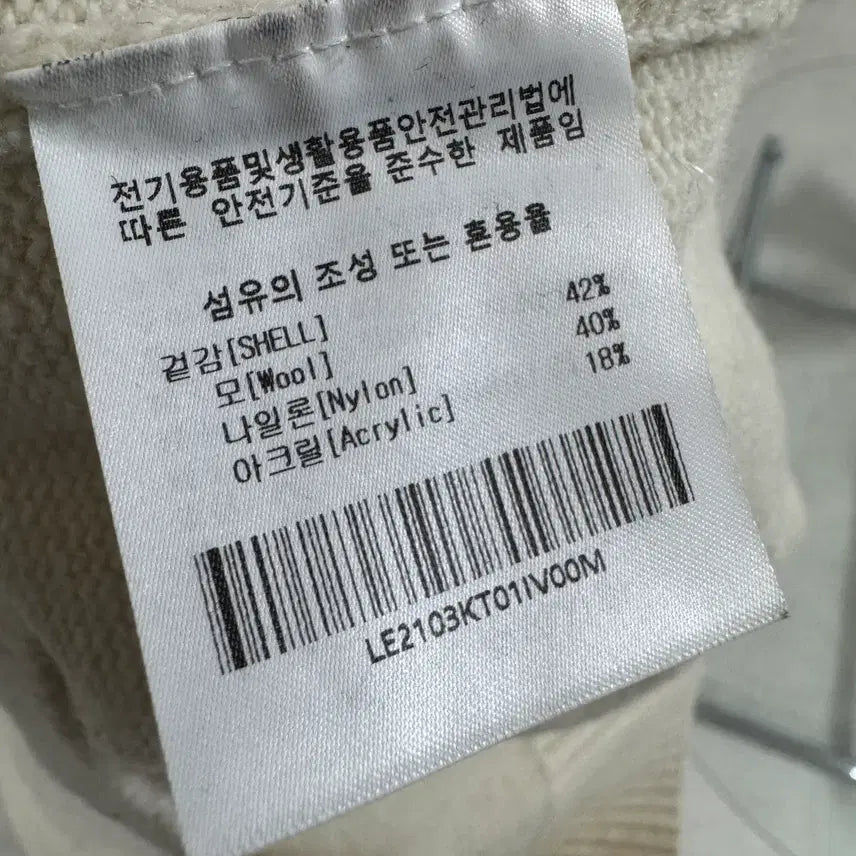 전기용품및생활용품안전관리법에
따른 안전기준을 준수한 제품임
섬유의 조성 또는 혼용율
겉감[SHELL]
모[Wool] 42%
나일론[Nylon] 40%
아크릴[Acrylic] 18%
LE2103KT01IV00M